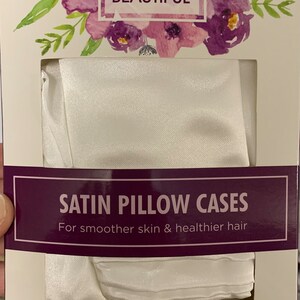 BEAUTIFUL
SATIN PILLOW CASES
For smoother skin & healthier hair